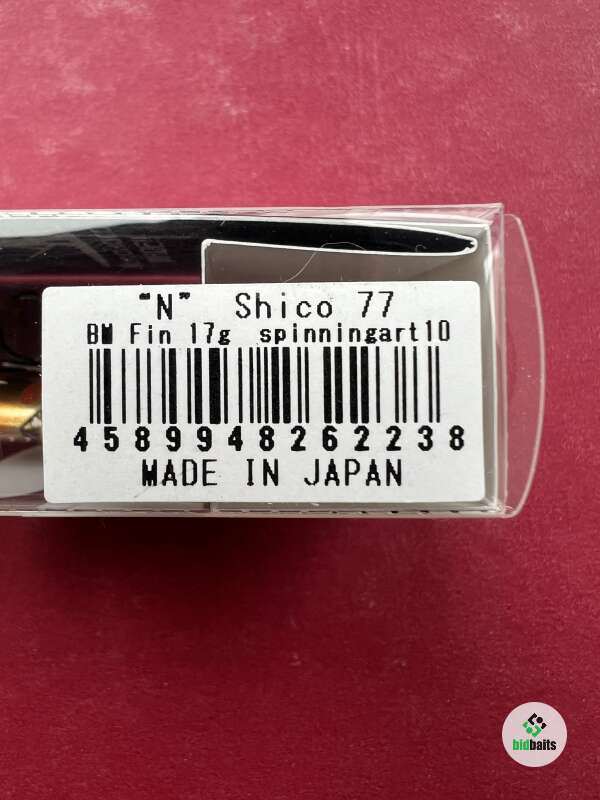 "N" Shico 77
BM Fin 17g spinningart10
4589948262238
MADE IN JAPAN
bidbaits